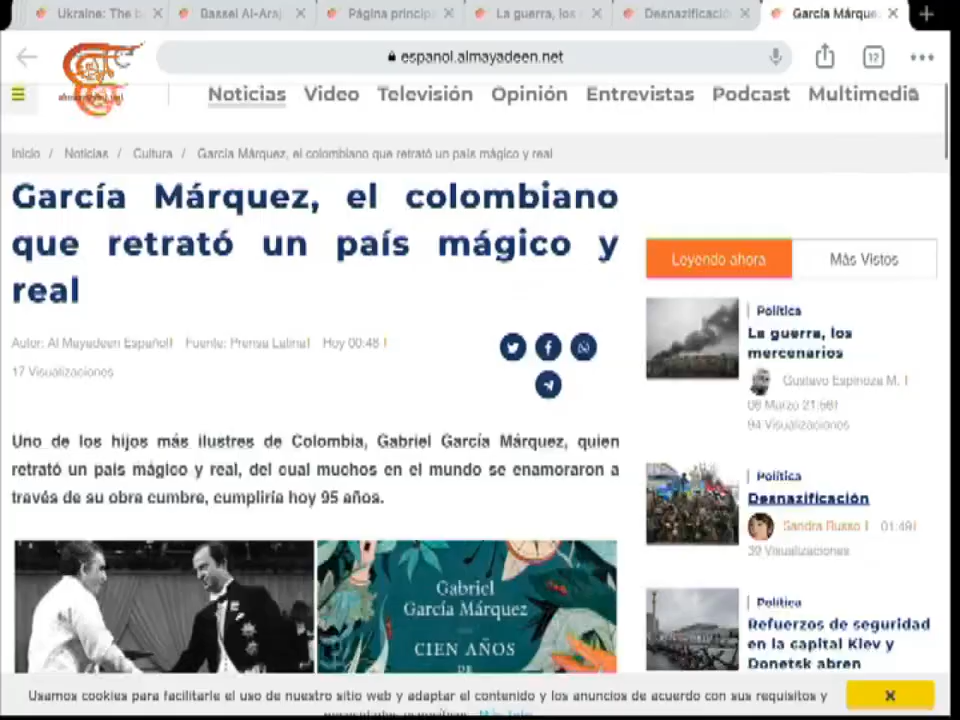 Ukraine: The b
Bassel Al-Araj
Página princip
La guerra, los
Desnazificació
García Márque
espanol.almayadeen.net
12
Noticias Video Televisión Opinión Entrevistas Podcast Multimedia
Inicio / Noticias / Cultura / García Márquez, el colombiano que retrató un país mágico y real
García Márquez, el colombiano
que retrató un país mágico y
real
Autor: Al Mayadeen Español Fuente: Prensa Latina Hoy 00:48
17 Visualizaciones
Uno de los hijos más ilustres de Colombia, Gabriel García Márquez, quien
retrató un país mágico y real, del cual muchos en el mundo se enamoraron a
través de su obra cumbre, cumpliría hoy 95 años.
Gabriel
García Márquez
CIEN AÑOS
DE
Leyendo ahora Más Vistos
Política
La guerra, los
mercenarios
Gustavo Espinoza M.
06 Marzo 21:56
94 Visualizaciones
Política
Desnazificación
Sandra Russo 01:49
39 Visualizaciones
Política
Refuerzos de seguridad
en la capital Kiev y
Donetsk abren
Usamos cookies para facilitarle el uso de nuestro sitio web y adaptar el contenido y los anuncios de acuerdo con sus requisitos y